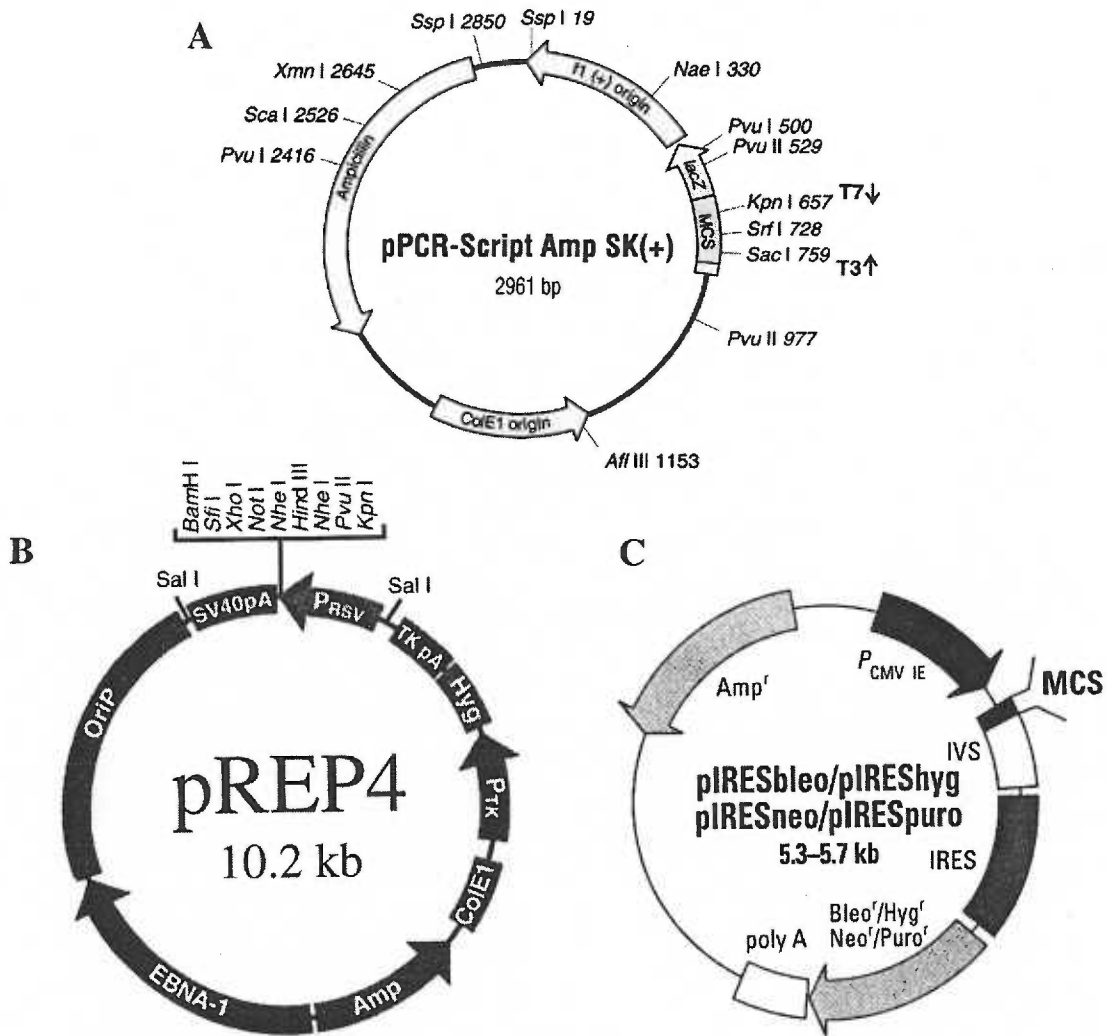 A
Ssp I 2850
Ssp I 19
Xmn I 2645
f1 (+) origin
Nae I 330
Sca I 2526
Pvu I 500
Pvu II 529
Pvu I 2416
Ampicillin
lacZ
Kpn I 657 T7↓
MCS
Srf I 728
pPCR-Script Amp SK(+)
Sac I 759
T3↑
2961 bp
Pvu II 977
ColE1 origin
Afl III 1153
B
BamH I
Sfi I
Xho I
Not I
Nhe I
Hind III
Nhe I
Pvu II
Kpn I
Sal I
SV40pA
PRSV
Sal I
TK pA
Hyg
OriP
pREP4
10.2 kb
PTK
ColE1
Amp
EBNA-1
C
Ampr
PCMV IE
MCS
IVS
pIRESbleo/pIREShyg
pIRESneo/pIRESpuro
5.3–5.7 kb
IRES
Bleor/Hygr
Neor/Puror
poly A